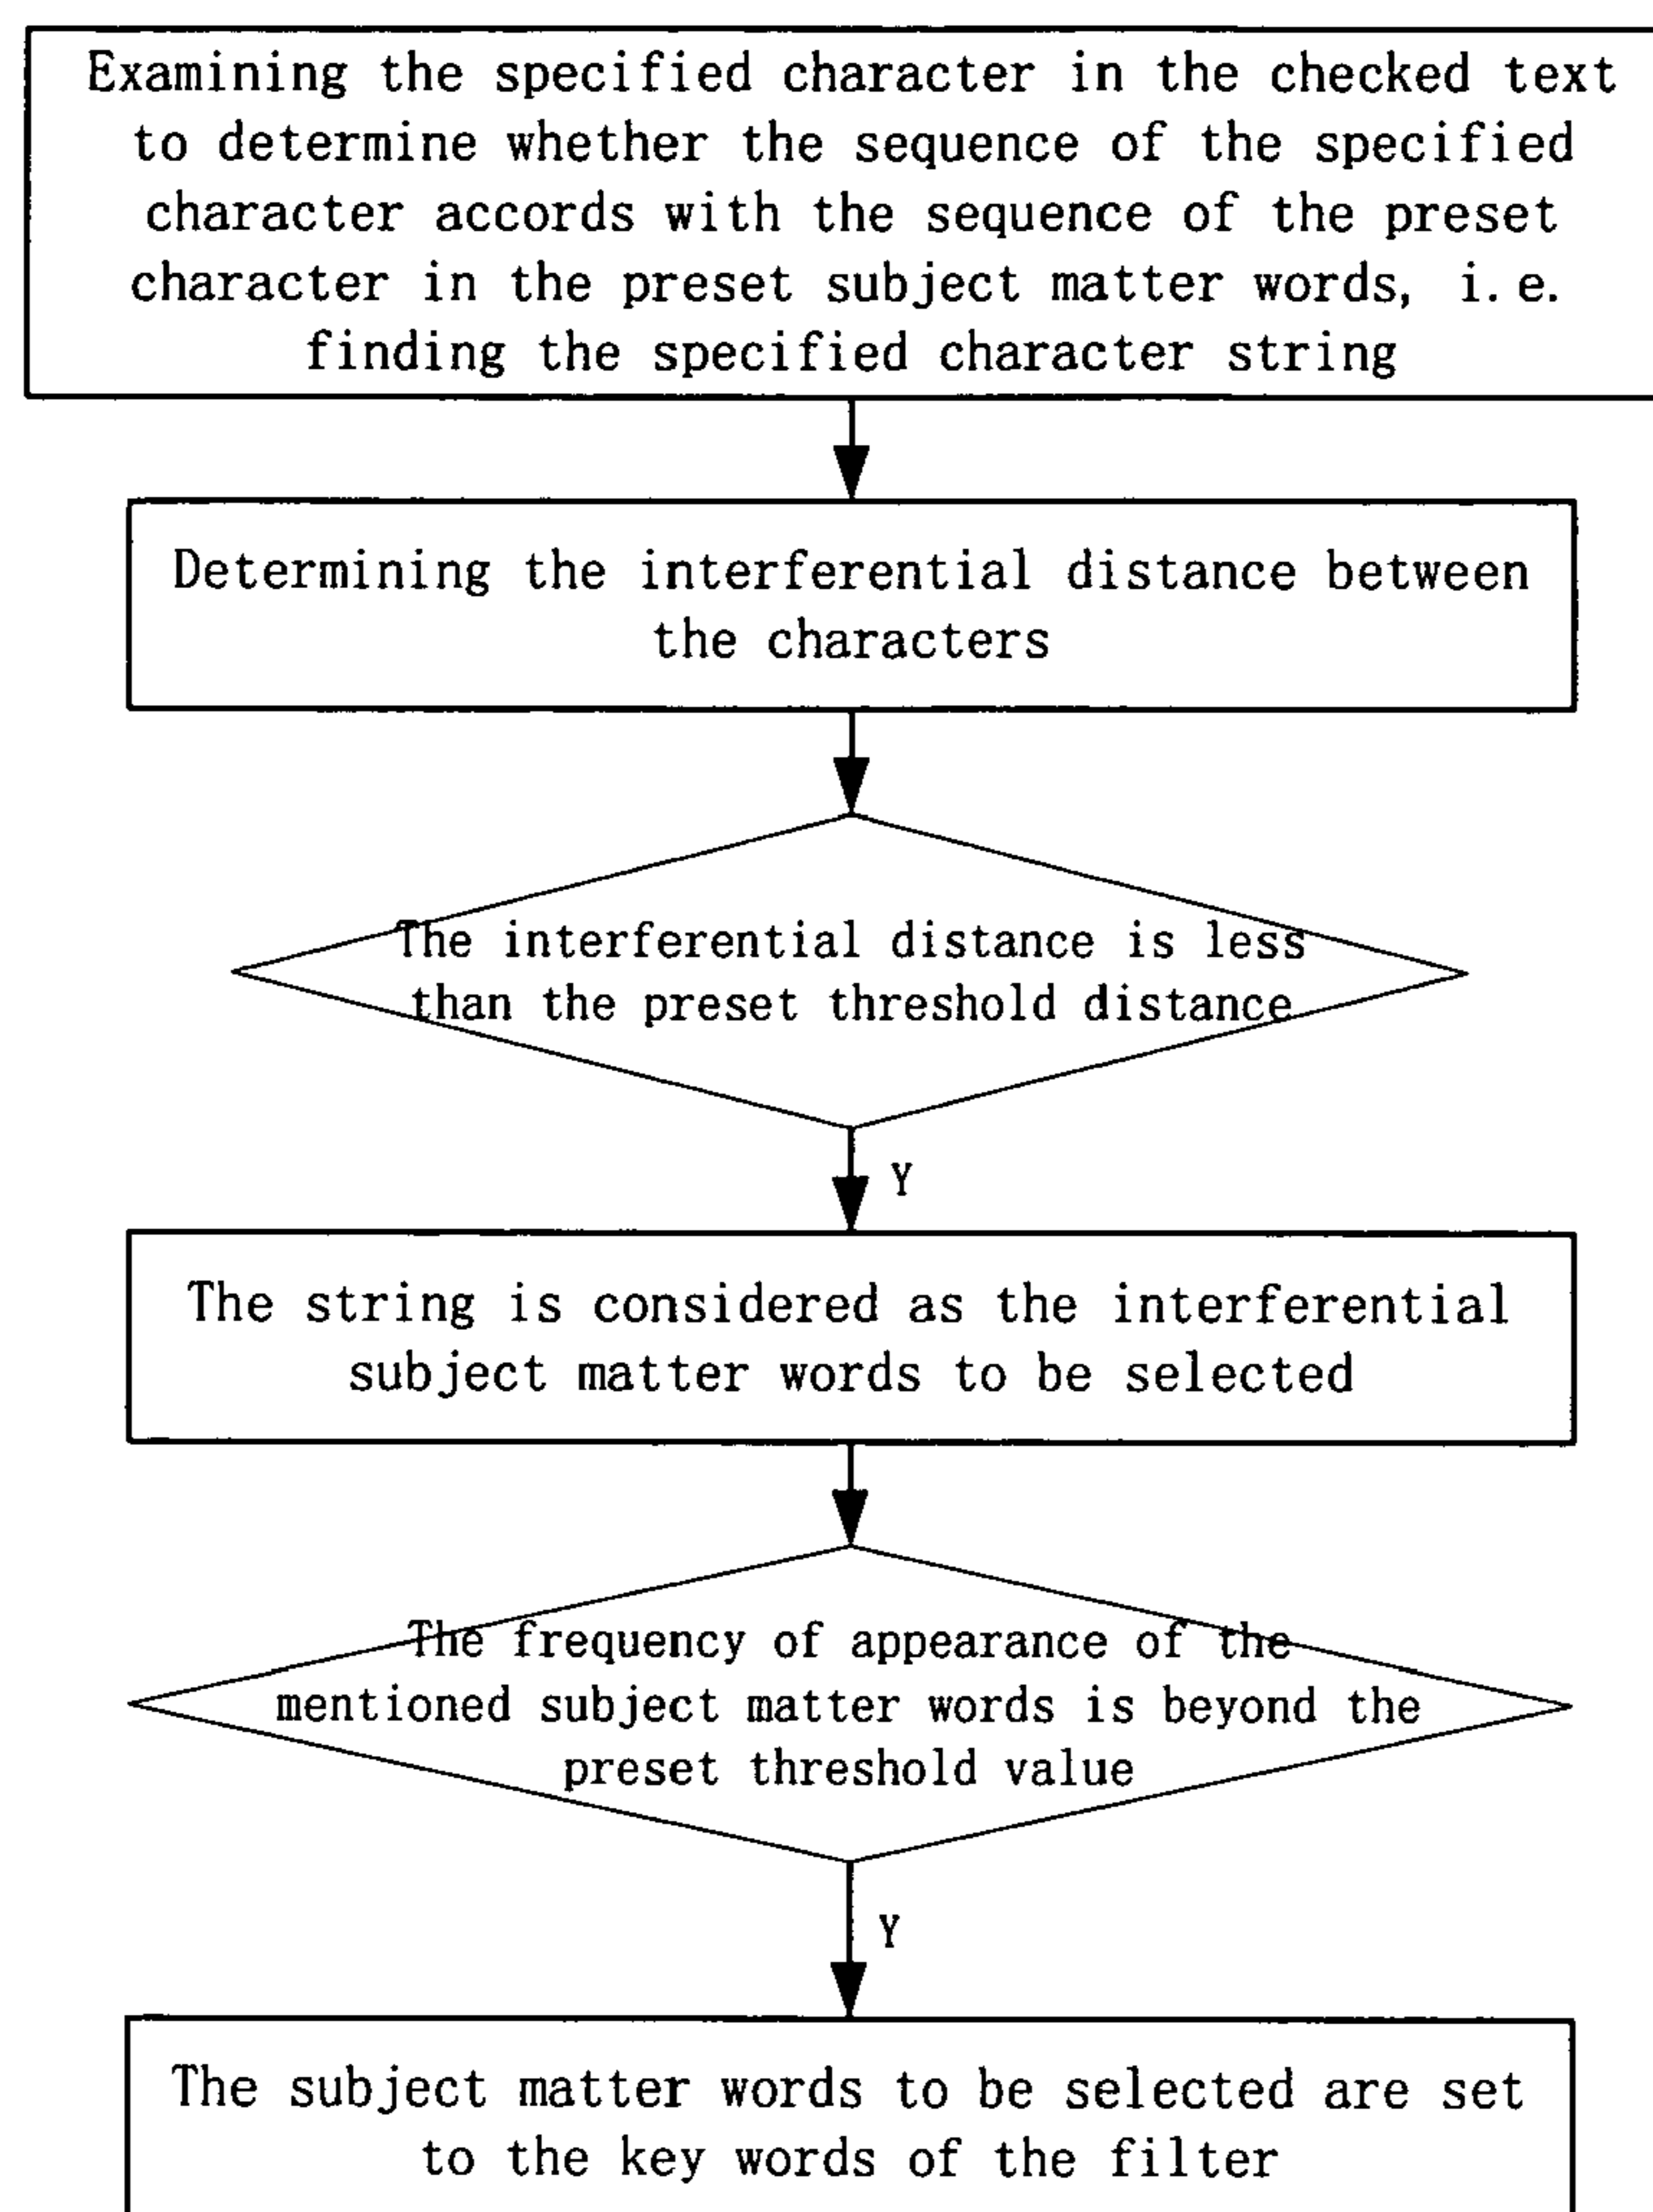 Examining the specified character in the checked text
to determine whether the sequence of the specified
character accords with the sequence of the preset
character in the preset subject matter words, i.e.
finding the specified character string
Determining the interferential distance between
the characters
The interferential distance is less
than the preset threshold distance
Y
The string is considered as the interferential
subject matter words to be selected
The frequency of appearance of the
mentioned subject matter words is beyond the
preset threshold value
Y
The subject matter words to be selected are set
to the key words of the filter